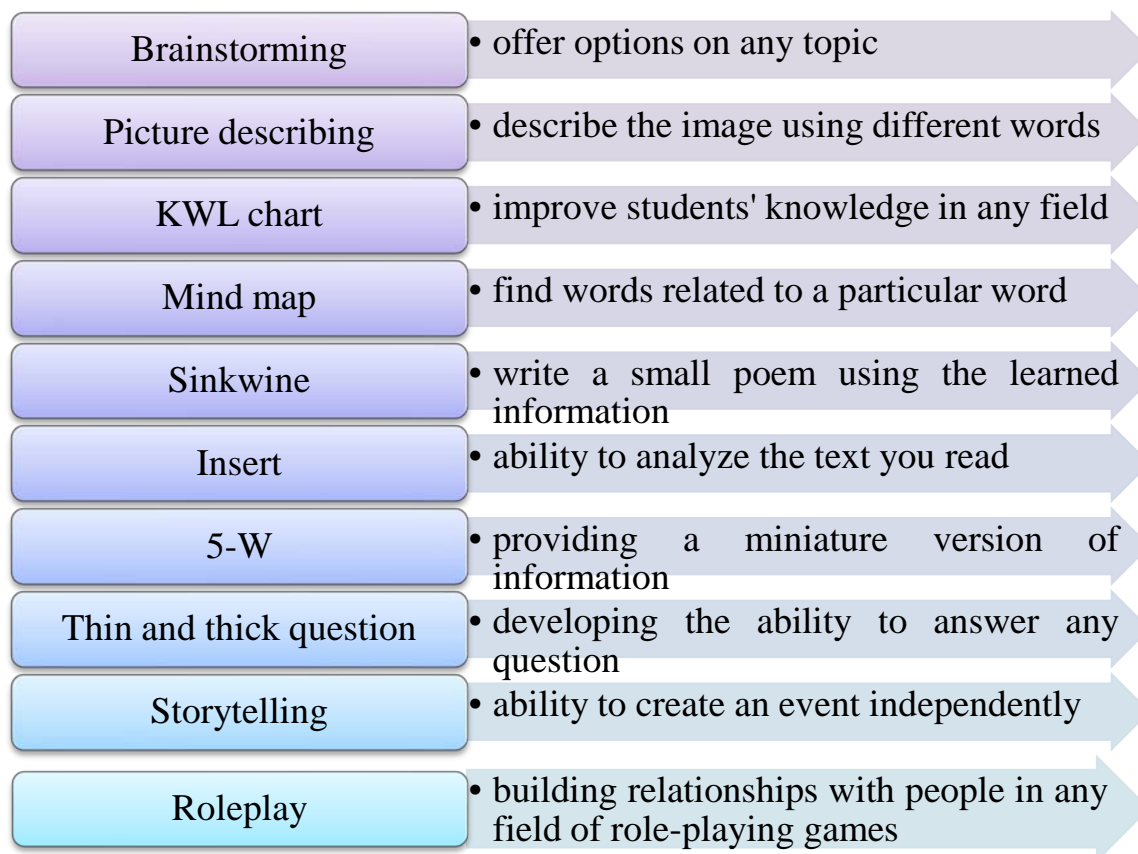 Brainstorming
• offer options on any topic
Picture describing
• describe the image using different words
KWL chart
• improve students' knowledge in any field
Mind map
• find words related to a particular word
Sinkwine
• write a small poem using the learned
information
Insert
• ability to analyze the text you read
5-W
• providing a miniature version of
information
Thin and thick question
• developing the ability to answer any
question
Storytelling
• ability to create an event independently
Roleplay
• building relationships with people in any
field of role-playing games